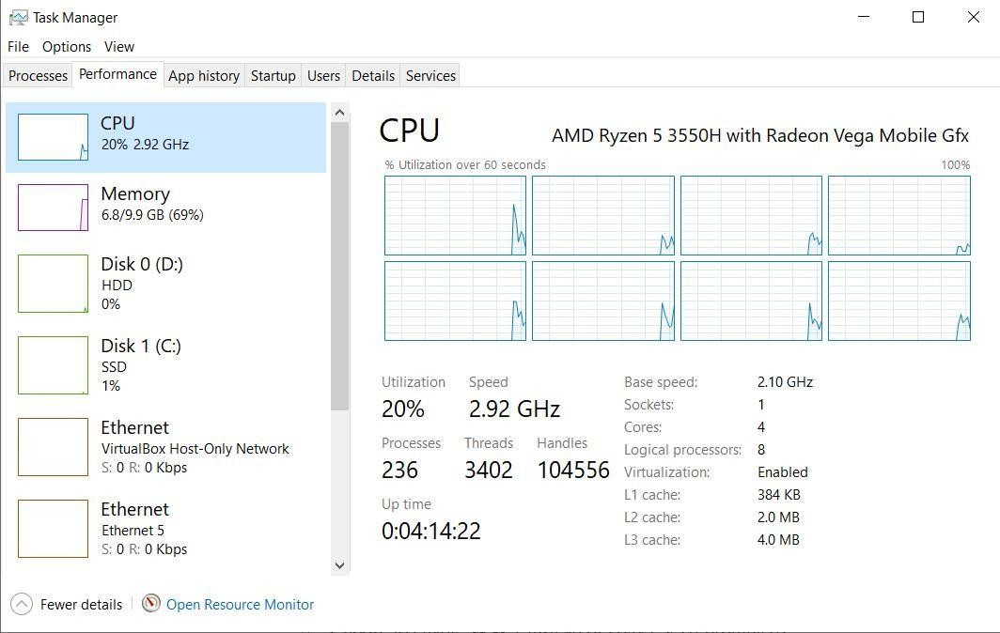 Task Manager
File Options View
Processes Performance App history Startup Users Details Services
CPU
20% 2.92 GHz
Memory
6.8/9.9 GB (69%)
Disk 0 (D:)
HDD
0%
Disk 1 (C:)
SSD
1%
Ethernet
VirtualBox Host-Only Network
S: 0 R: 0 Kbps
Ethernet
Ethernet 5
S: 0 R: 0 Kbps
CPU AMD Ryzen 5 3550H with Radeon Vega Mobile Gfx
% Utilization over 60 seconds 100%
Utilization Speed
20% 2.92 GHz
Processes Threads Handles
236 3402 104556
Up time
0:04:14:22
Base speed: 2.10 GHz
Sockets: 1
Cores: 4
Logical processors: 8
Virtualization: Enabled
L1 cache: 384 KB
L2 cache: 2.0 MB
L3 cache: 4.0 MB
Fewer details Open Resource Monitor